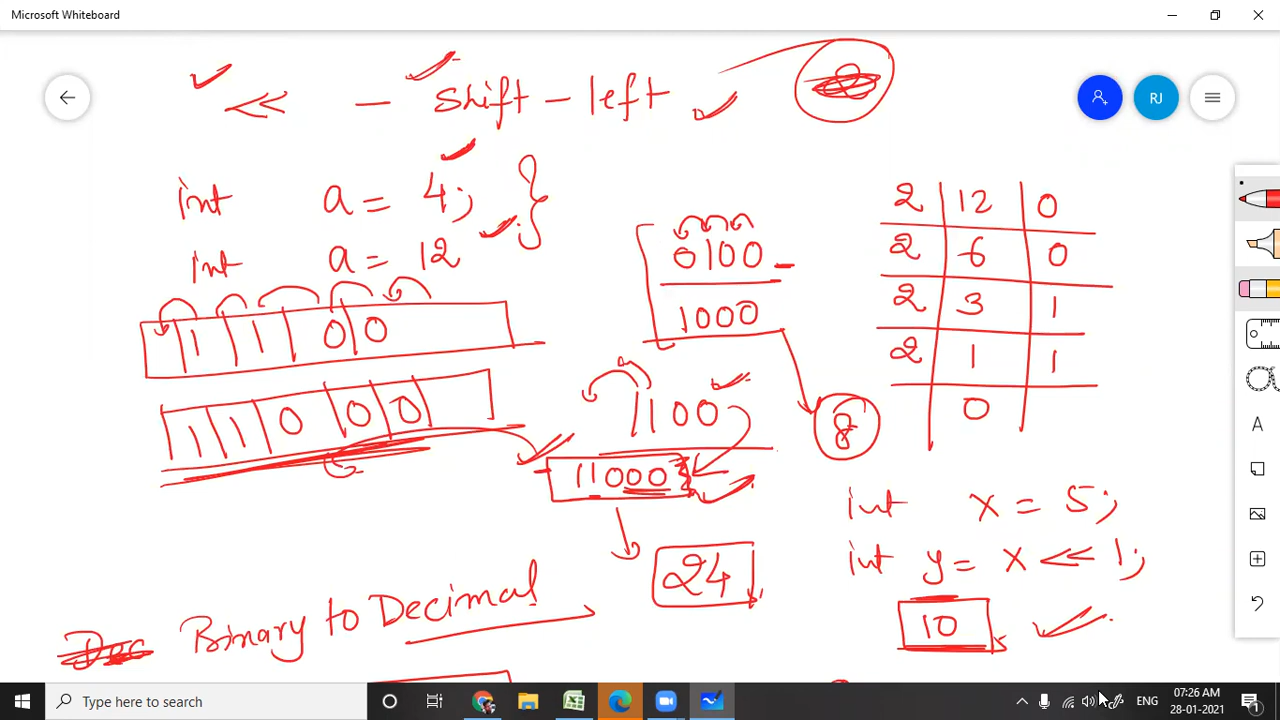 Microsoft Whiteboard
<< - Shift-left
RJ
int a = 4;
int a = 12
1 1 0 0
1 1 0 0 0
0100
1000
8
1100
11000
24
2 12 0
2 6 0
2 3 1
2 1 1
0
int x = 5;
int y = x << 1;
10
Dec Binary to Decimal
A
Type here to search
ENG
07:26 AM
28-01-2021
1